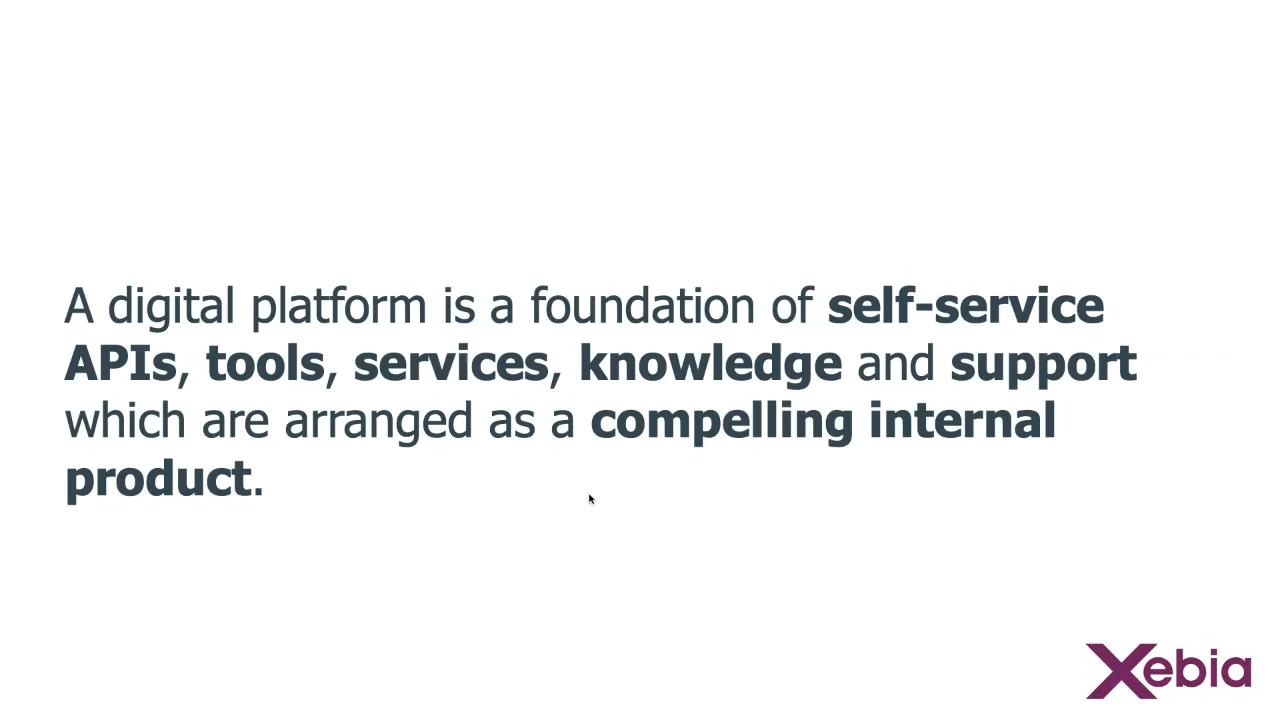 A digital platform is a foundation of self-service
APIs, tools, services, knowledge and support
which are arranged as a compelling internal
product.
Xebia